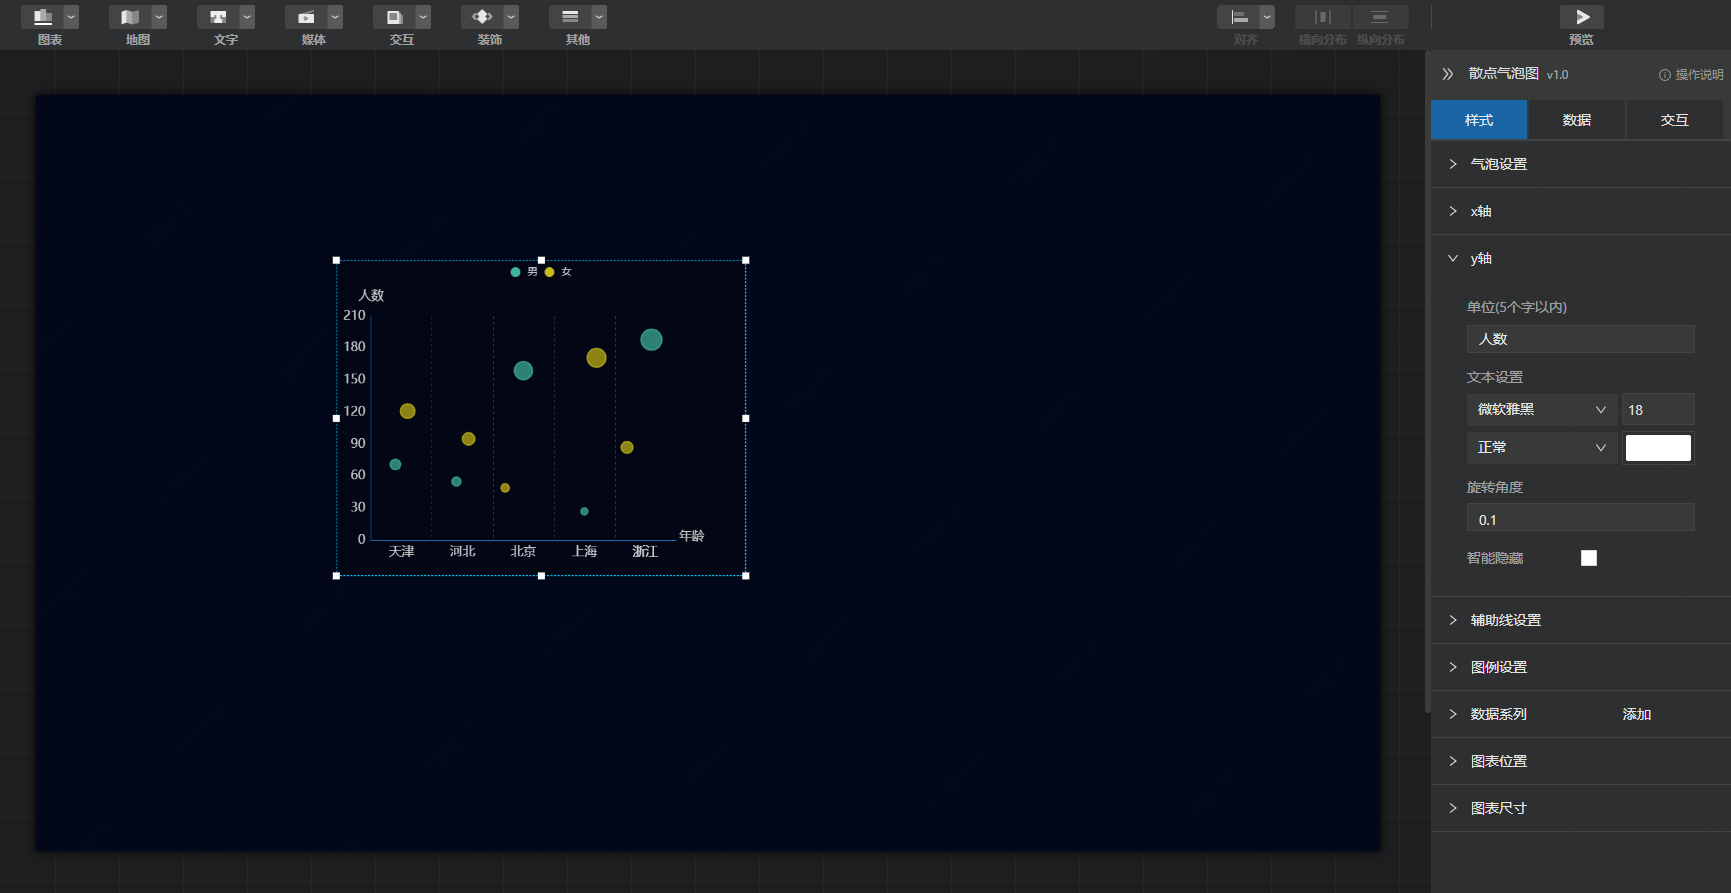 图表
地图
文字
媒体
交互
装饰
其他
对齐
横向分布
纵向分布
预览
散点气泡图 v1.0
操作说明
样式
数据
交互
气泡设置
x轴
y轴
单位(5个字以内)
人数
文本设置
微软雅黑
18
正常
旋转角度
0.1
智能隐藏
辅助线设置
图例设置
数据系列
添加
图表位置
图表尺寸
男
女
人数
210
180
150
120
90
60
30
0
天津
河北
北京
上海
浙江
年龄